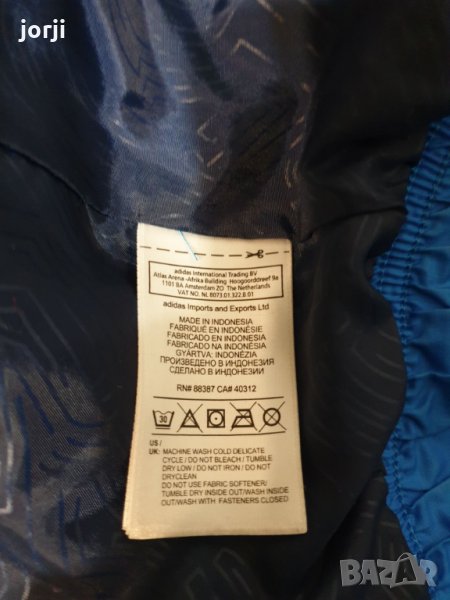 jorji
adidas International Trading BV
Atlas Arena -Afrika Building Hoogoorddreef 9a
1101 BA Amsterdam ZO The Netherlands
VAT NO. NL 8073.01.322.B.01
adidas Imports and Exports Ltd
MADE IN INDONESIA
FABRIQUÉ EN INDONÉSIE
FABRICADO EN INDONESIA
FABRICADO NA INDONÉSIA
GYÁRTVA: INDONÉZIA
ПРОИЗВЕДЕНО В ИНДОНЕЗИЯ
СДЕЛАНО В ИНДОНЕЗИИ
RN# 88387 CA# 40312
30
US /
UK: MACHINE WASH COLD DELICATE
CYCLE / DO NOT BLEACH / TUMBLE
DRY LOW / DO NOT IRON / DO NOT
DRYCLEAN
DO NOT USE FABRIC SOFTENER/
TUMBLE DRY INSIDE OUT/WASH INSIDE
OUT/WASH WITH
FASTENERS CLOSED
BAZAR